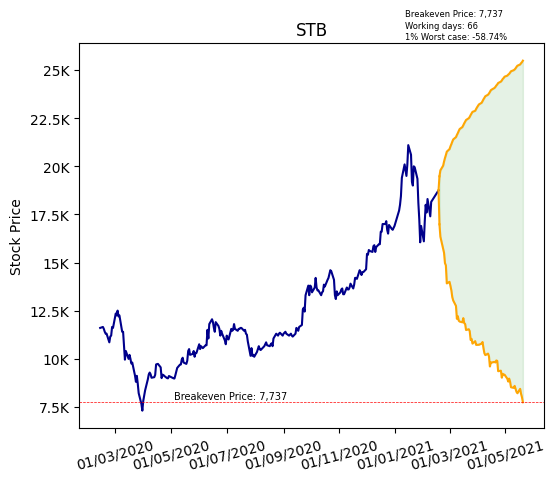 Breakeven Price: 7,737
Working days: 66
1% Worst case: -58.74%
STB
Stock Price
25K
22.5K
20K
17.5K
15K
12.5K
10K
7.5K
Breakeven Price: 7,737
01/03/2020
01/05/2020
01/07/2020
01/09/2020
01/11/2020
01/01/2021
01/03/2021
01/05/2021